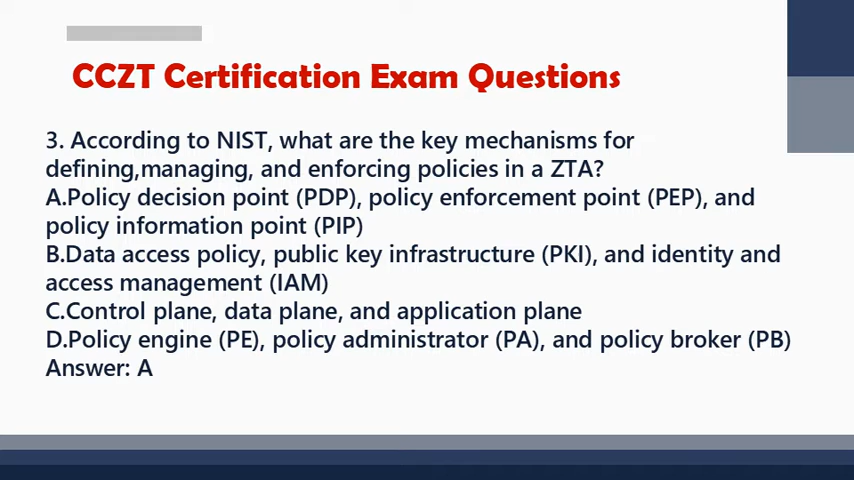 CCZT Certification Exam Questions
3. According to NIST, what are the key mechanisms for
defining,managing, and enforcing policies in a ZTA?
A.Policy decision point (PDP), policy enforcement point (PEP), and
policy information point (PIP)
B.Data access policy, public key infrastructure (PKI), and identity and
access management (IAM)
C.Control plane, data plane, and application plane
D.Policy engine (PE), policy administrator (PA), and policy broker (PB)
Answer: A